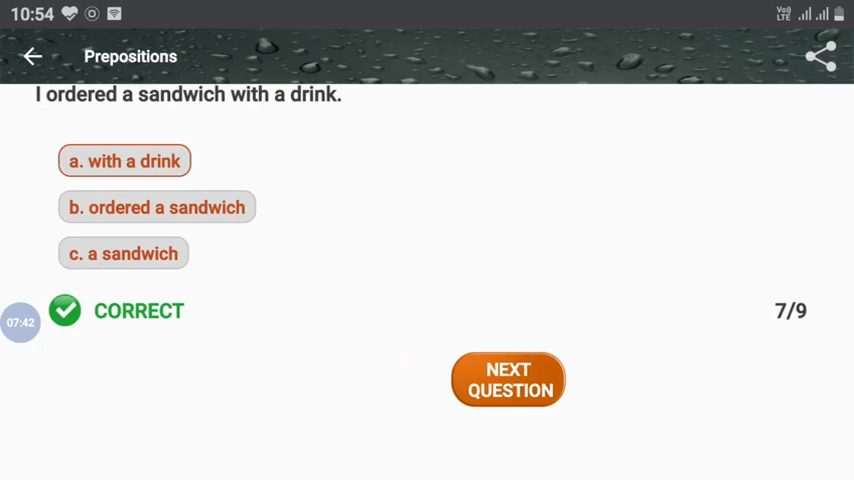 10:54
Vo))
LTE
Prepositions
I ordered a sandwich with a drink.
a. with a drink
b. ordered a sandwich
c. a sandwich
07:42
CORRECT
7/9
NEXT
QUESTION